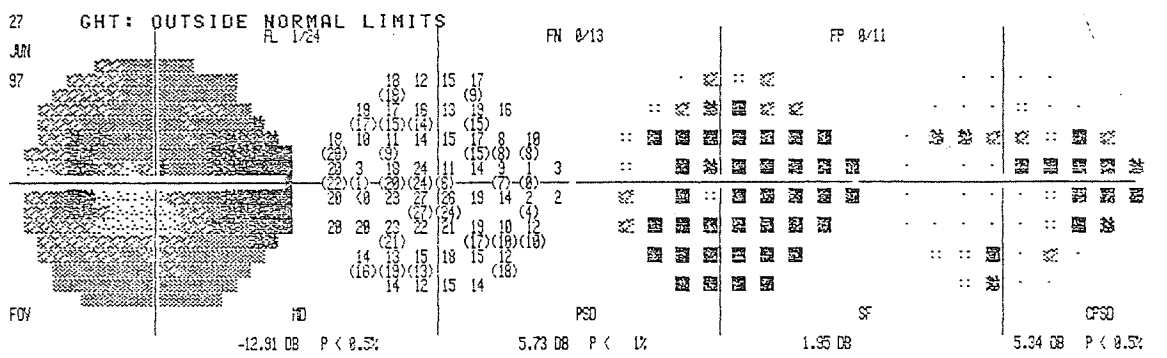 27 GHT: OUTSIDE NORMAL LIMITS
JUN FL 1/24 FN 0/13 FP 0/11
97 18 12 15 17
(9)
19 17 16 13 19 16
(17)(15)(14) (15)
18 10 11 14 15 17 8 10
(9) (15)(8)(8)
20 3 18 24 11 14 9 1 3
(22)(1) (20)(24)(6) (7) (0)
20 <0 23 27 26 19 14 2 2
(27)(24) (4)
20 20 23 22 21 19 10 12
(21) (17)(10)(10)
14 13 15 18 15 12
(16)(19)(13) (18)
14 12 15 14
FOV MD PSD SF CPSD
-12.91 DB P < 0.5% 5.73 DB P < 1% 1.95 DB 5.34 DB P < 0.5%